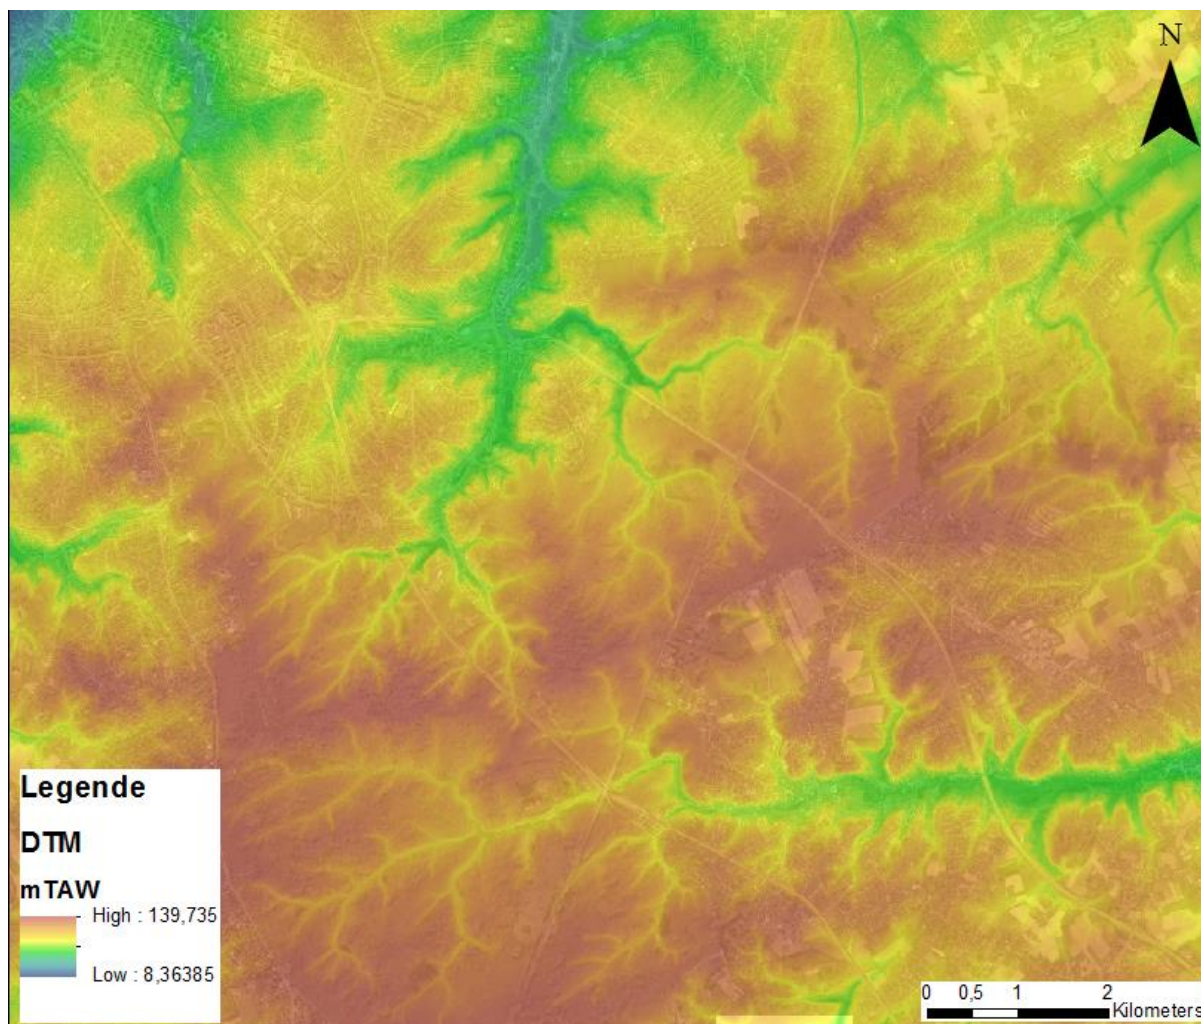 N
Legende
DTM
mTAW
High : 139,735
Low : 8,36385
0 0,5 1 2
Kilometers